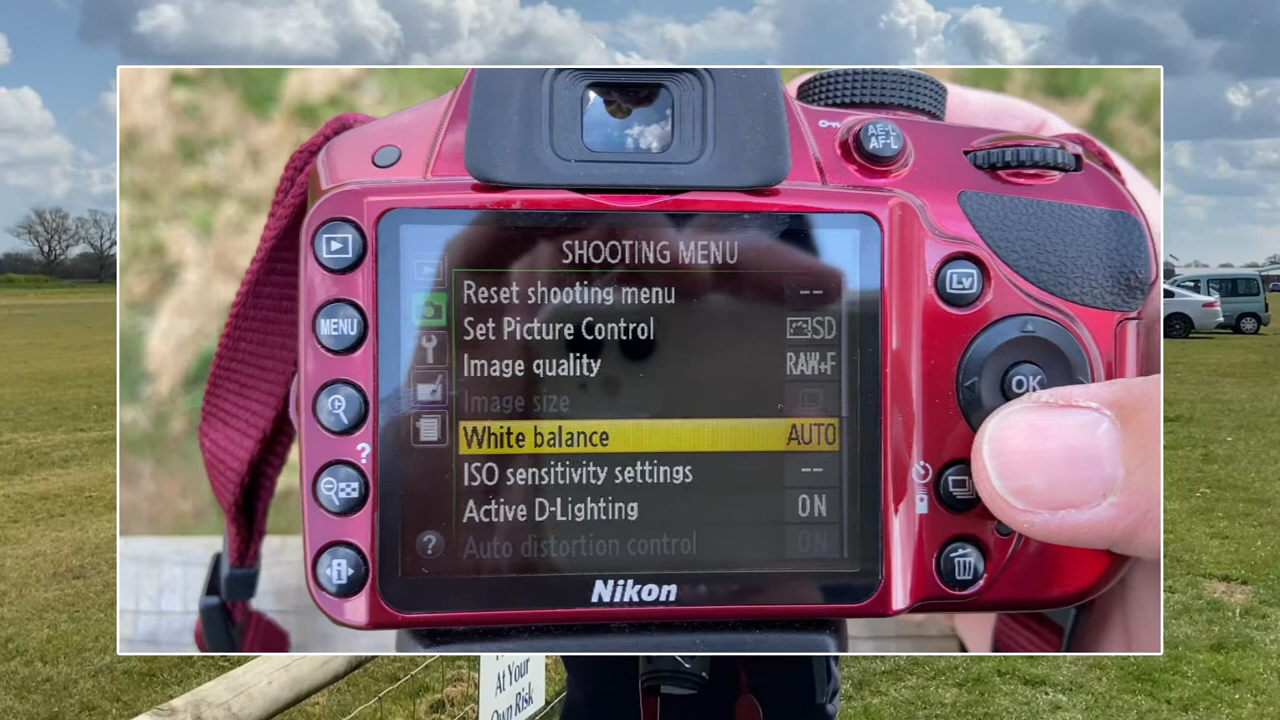 AE-L
AF-L
SHOOTING MENU
Reset shooting menu --
Set Picture Control SD
Image quality RAW+F
Image size
White balance AUTO
ISO sensitivity settings --
Active D-Lighting ON
Auto distortion control ON
MENU
Lv
OK
?
?
i
Nikon
At Your
Own Risk